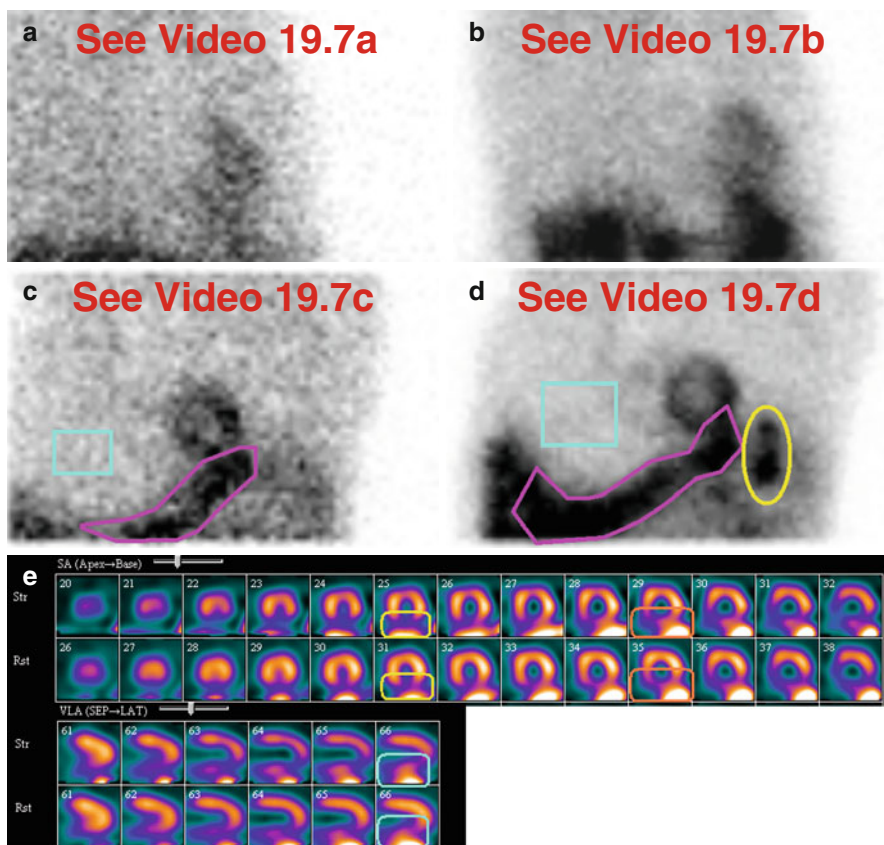 a See Video 19.7a
b See Video 19.7b
c See Video 19.7c
d See Video 19.7d
e SA (Apex→Base)
Str 20 21 22 23 24 25 26 27 28 29 30 31 32
Rst 26 27 28 29 30 31 32 33 34 35 36 37 38
VLA (SEP→LAT)
Str 61 62 63 64 65 66
Rst 61 62 63 64 65 66